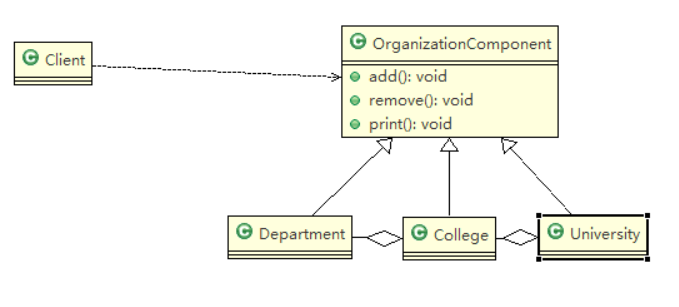 Client
OrganizationComponent
add(): void
remove(): void
print(): void
Department
College
University